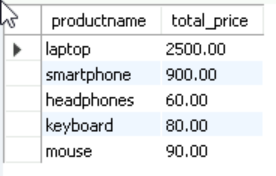 productname total_price
laptop 2500.00
smartphone 900.00
headphones 60.00
keyboard 80.00
mouse 90.00